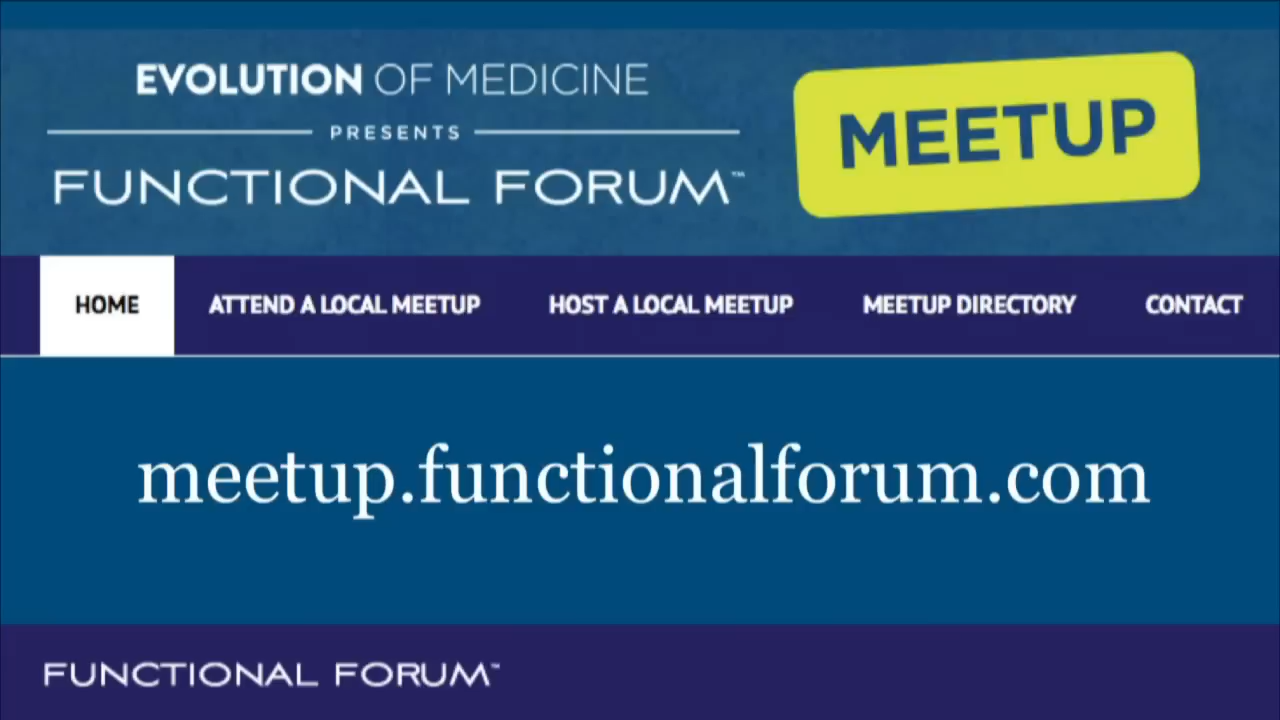 EVOLUTION OF MEDICINE
PRESENTS
FUNCTIONAL FORUM™
MEETUP
HOME ATTEND A LOCAL MEETUP HOST A LOCAL MEETUP MEETUP DIRECTORY CONTACT
meetup.functionalforum.com
FUNCTIONAL FORUM™